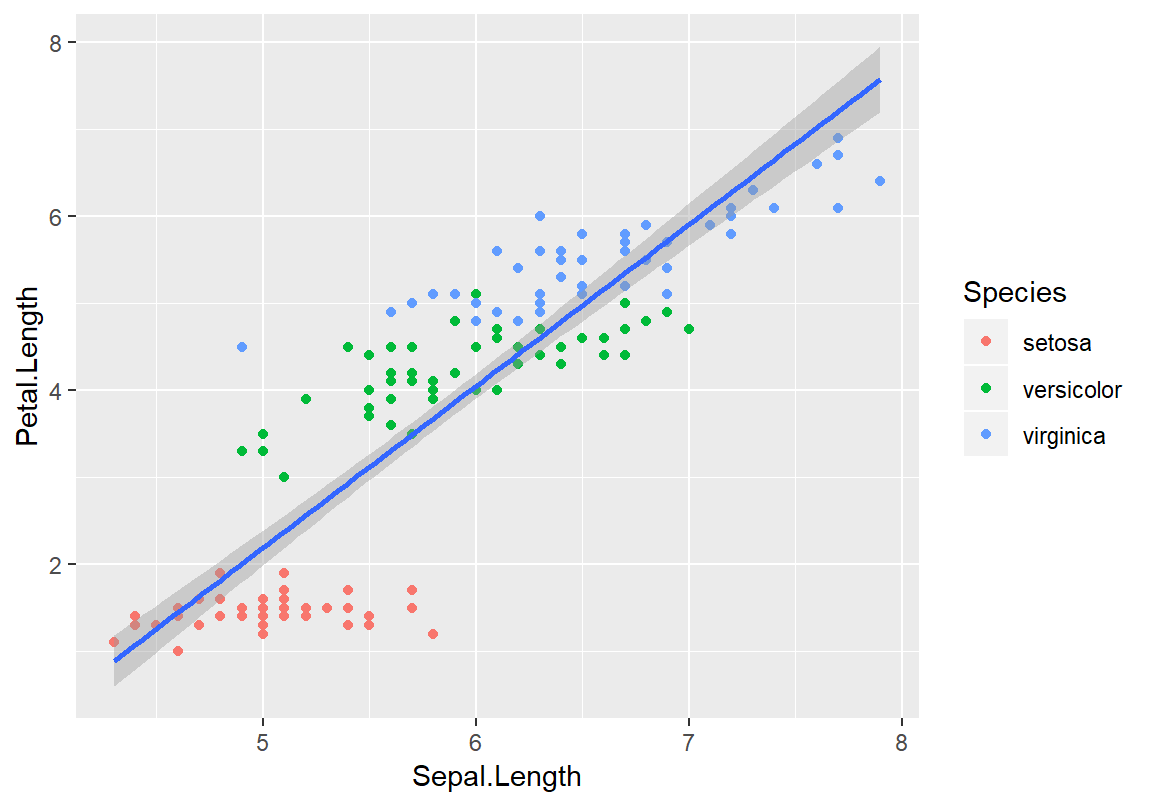 8
6
4
2
Petal.Length
5 6 7 8
Sepal.Length
Species
setosa
versicolor
virginica